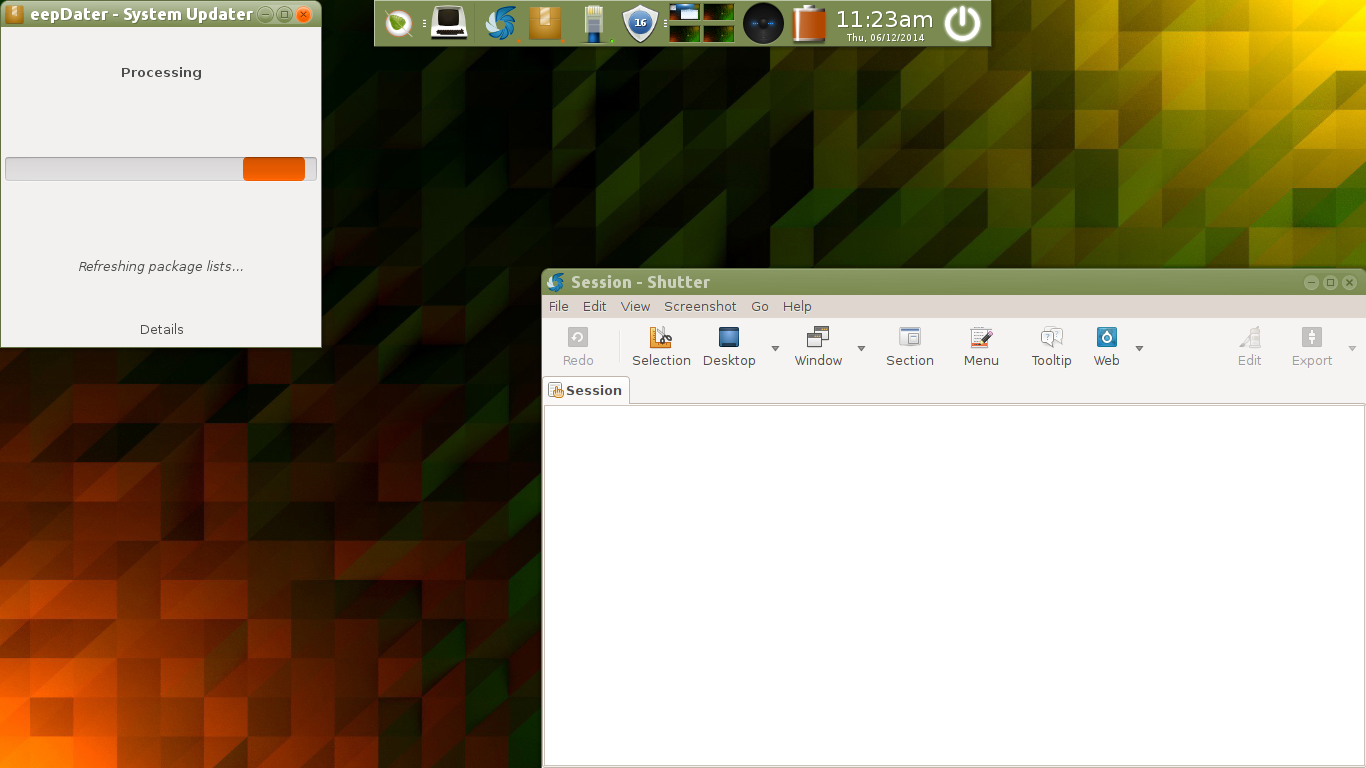 eepDater - System Updater
Processing
Refreshing package lists...
Details
16
11:23am
Thu, 06/12/2014
Session - Shutter
File Edit View Screenshot Go Help
Redo Selection Desktop Window Section Menu Tooltip Web Edit Export
Session